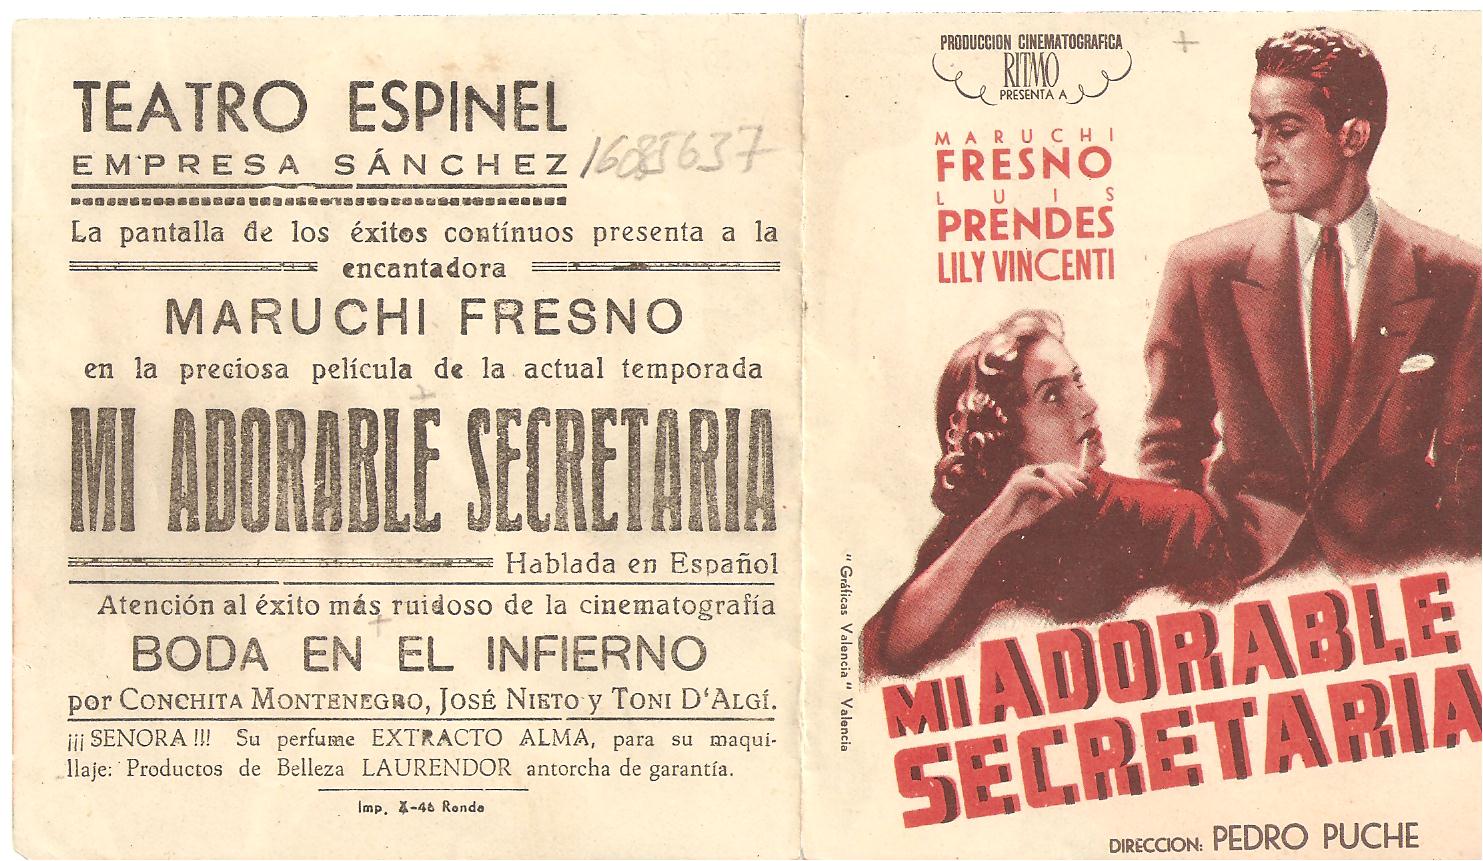 TEATRO ESPINEL
EMPRESA SÁNCHEZ
16085637
La pantalla de los éxitos contínuos presenta a la
encantadora
MARUCHI FRESNO
en la preciosa película de la actual temporada
MI ADORABLE SECRETARIA
Hablada en Español
Atención al éxito más ruidoso de la cinematografía
BODA EN EL INFIERNO
por CONCHITA MONTENEGRO, JOSÉ NIETO y TONI D'ALGÍ.
¡¡¡SENORA!!! Su perfume EXTRACTO ALMA, para su maqui-
llaje: Productos de Belleza LAURENDOR antorcha de garantía.
Imp. X-46 Ronda
PRODUCCION CINEMATOGRAFICA
RITMO
PRESENTA A
MARUCHI
FRESNO
LUIS
PRENDES
LILY VINCENTI
"Gráficas Valencia" Valencia
MI ADORABLE
SECRETARIA
DIRECCION: PEDRO PUCHE